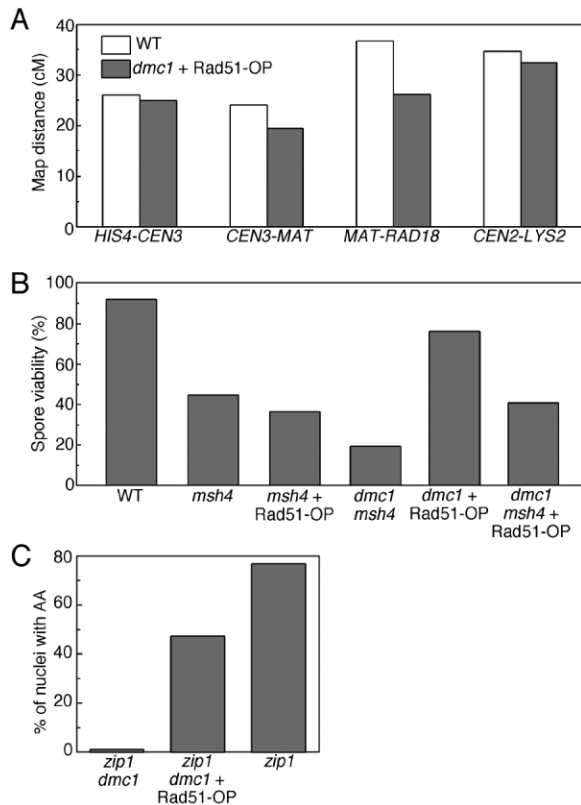 A
WT
dmc1 + Rad51-OP
Map distance (cM)
40
30
20
10
0
HIS4-CEN3
CEN3-MAT
MAT-RAD18
CEN2-LYS2
B
Spore viability (%)
100
80
60
40
20
0
WT
msh4
msh4 +
Rad51-OP
dmc1
msh4
dmc1 +
Rad51-OP
dmc1
msh4 +
Rad51-OP
C
% of nuclei with AA
80
60
40
20
0
zip1
dmc1
zip1
dmc1 +
Rad51-OP
zip1